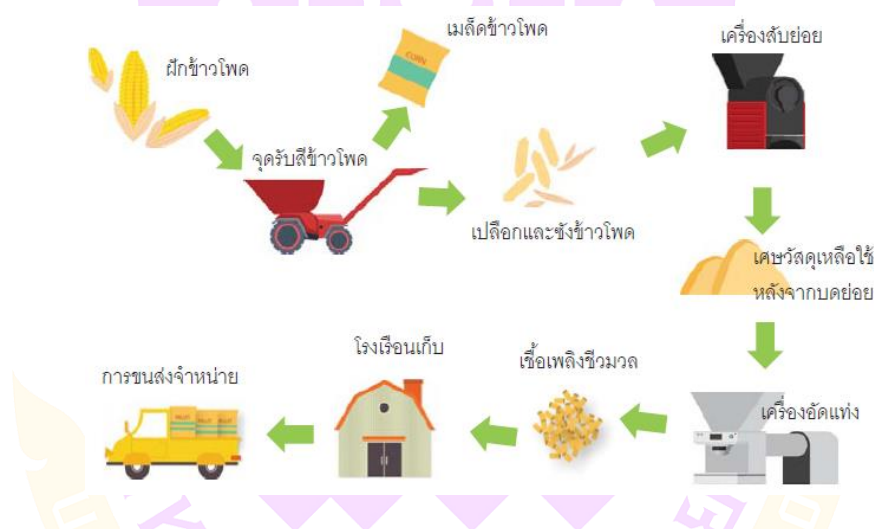 ฝักข้าวโพด
เมล็ดข้าวโพด
CORN
เครื่องสับย่อย
จุดรับสีข้าวโพด
เปลือกและซังข้าวโพด
เศษวัสดุเหลือใช้
หลังจากบดย่อย
เครื่องอัดแท่ง
เชื้อเพลิงชีวมวล
โรงเรือนเก็บ
การขนส่งจำหน่าย